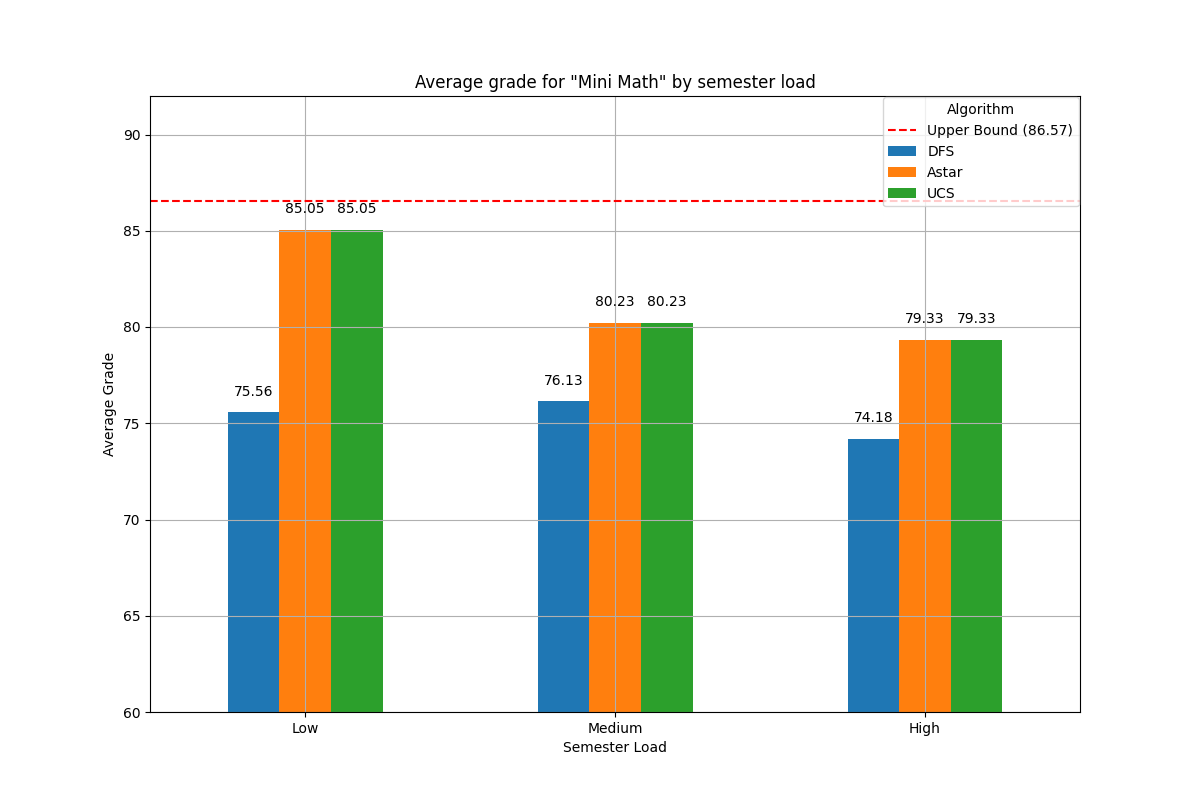 Average grade for "Mini Math" by semester load
Algorithm
Upper Bound (86.57)
DFS
Astar
UCS
90
85
80
75
70
65
60
Average Grade
85.05 85.05
80.23 80.23
79.33 79.33
75.56
76.13
74.18
Low Medium High
Semester Load